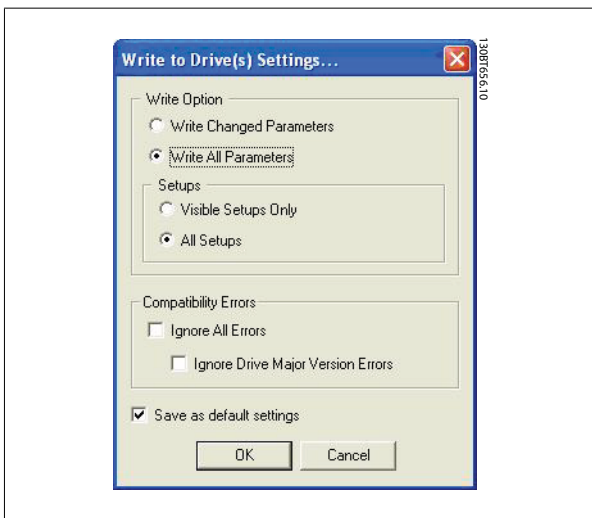 Write to Drive(s) Settings...
130BT656.10
Write Option
Write Changed Parameters
Write All Parameters
Setups
Visible Setups Only
All Setups
Compatibility Errors
Ignore All Errors
Ignore Drive Major Version Errors
Save as default settings
OK
Cancel